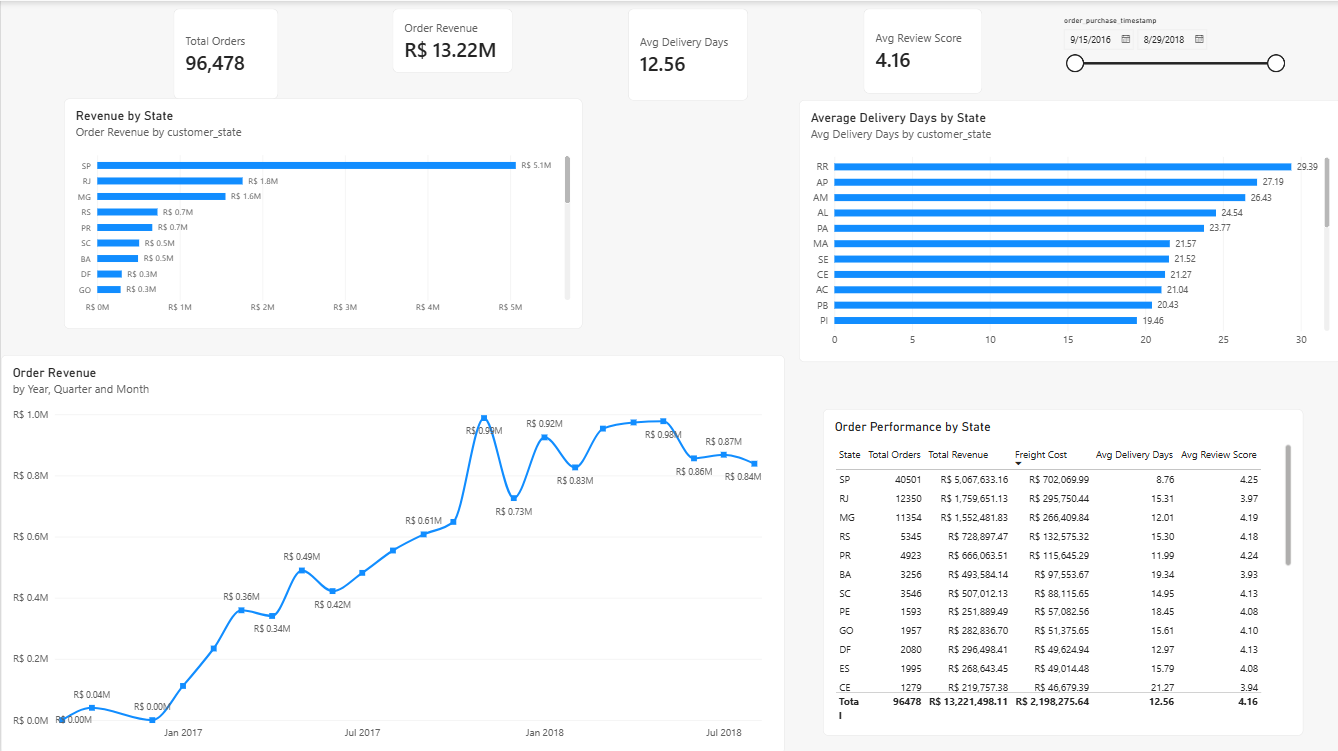 Total Orders
96,478
Order Revenue
R$ 13.22M
Avg Delivery Days
12.56
Avg Review Score
4.16
order_purchase_timestamp
9/15/2016 8/29/2018
Revenue by State
Order Revenue by customer_state
SP R$ 5.1M
RJ R$ 1.8M
MG R$ 1.6M
RS R$ 0.7M
PR R$ 0.7M
SC R$ 0.5M
BA R$ 0.5M
DF R$ 0.3M
GO R$ 0.3M
R$ 0M R$ 1M R$ 2M R$ 3M R$ 4M R$ 5M
Average Delivery Days by State
Avg Delivery Days by customer_state
RR 29.39
AP 27.19
AM 26.43
AL 24.54
PA 23.77
MA 21.57
SE 21.52
CE 21.27
AC 21.04
PB 20.43
PI 19.46
0 5 10 15 20 25 30
Order Revenue
by Year, Quarter and Month
R$ 1.0M
R$ 0.8M
R$ 0.6M
R$ 0.4M
R$ 0.2M
R$ 0.0M
R$ 0.00M
R$ 0.04M
R$ 0.00M
R$ 0.36M
R$ 0.34M
R$ 0.49M
R$ 0.42M
R$ 0.61M
R$ 0.99M
R$ 0.73M
R$ 0.92M
R$ 0.83M
R$ 0.98M
R$ 0.86M
R$ 0.87M
R$ 0.84M
Jan 2017 Jul 2017 Jan 2018 Jul 2018
Order Performance by State
State Total Orders Total Revenue Freight Cost Avg Delivery Days Avg Review Score
SP 40501 R$ 5,067,633.16 R$ 702,069.99 8.76 4.25
RJ 12350 R$ 1,759,651.13 R$ 295,750.44 15.31 3.97
MG 11354 R$ 1,552,481.83 R$ 266,409.84 12.01 4.19
RS 5345 R$ 728,897.47 R$ 132,575.32 15.30 4.18
PR 4923 R$ 666,063.51 R$ 115,645.29 11.99 4.24
BA 3256 R$ 493,584.14 R$ 97,553.67 19.34 3.93
SC 3546 R$ 507,012.13 R$ 88,115.65 14.95 4.13
PE 1593 R$ 251,889.49 R$ 57,082.56 18.45 4.08
GO 1957 R$ 282,836.70 R$ 51,375.65 15.61 4.10
DF 2080 R$ 296,498.41 R$ 49,624.94 12.97 4.13
ES 1995 R$ 268,643.45 R$ 49,014.48 15.79 4.08
CE 1279 R$ 219,757.38 R$ 46,679.39 21.27 3.94
Tota 96478 R$ 13,221,498.11 R$ 2,198,275.64 12.56 4.16
l